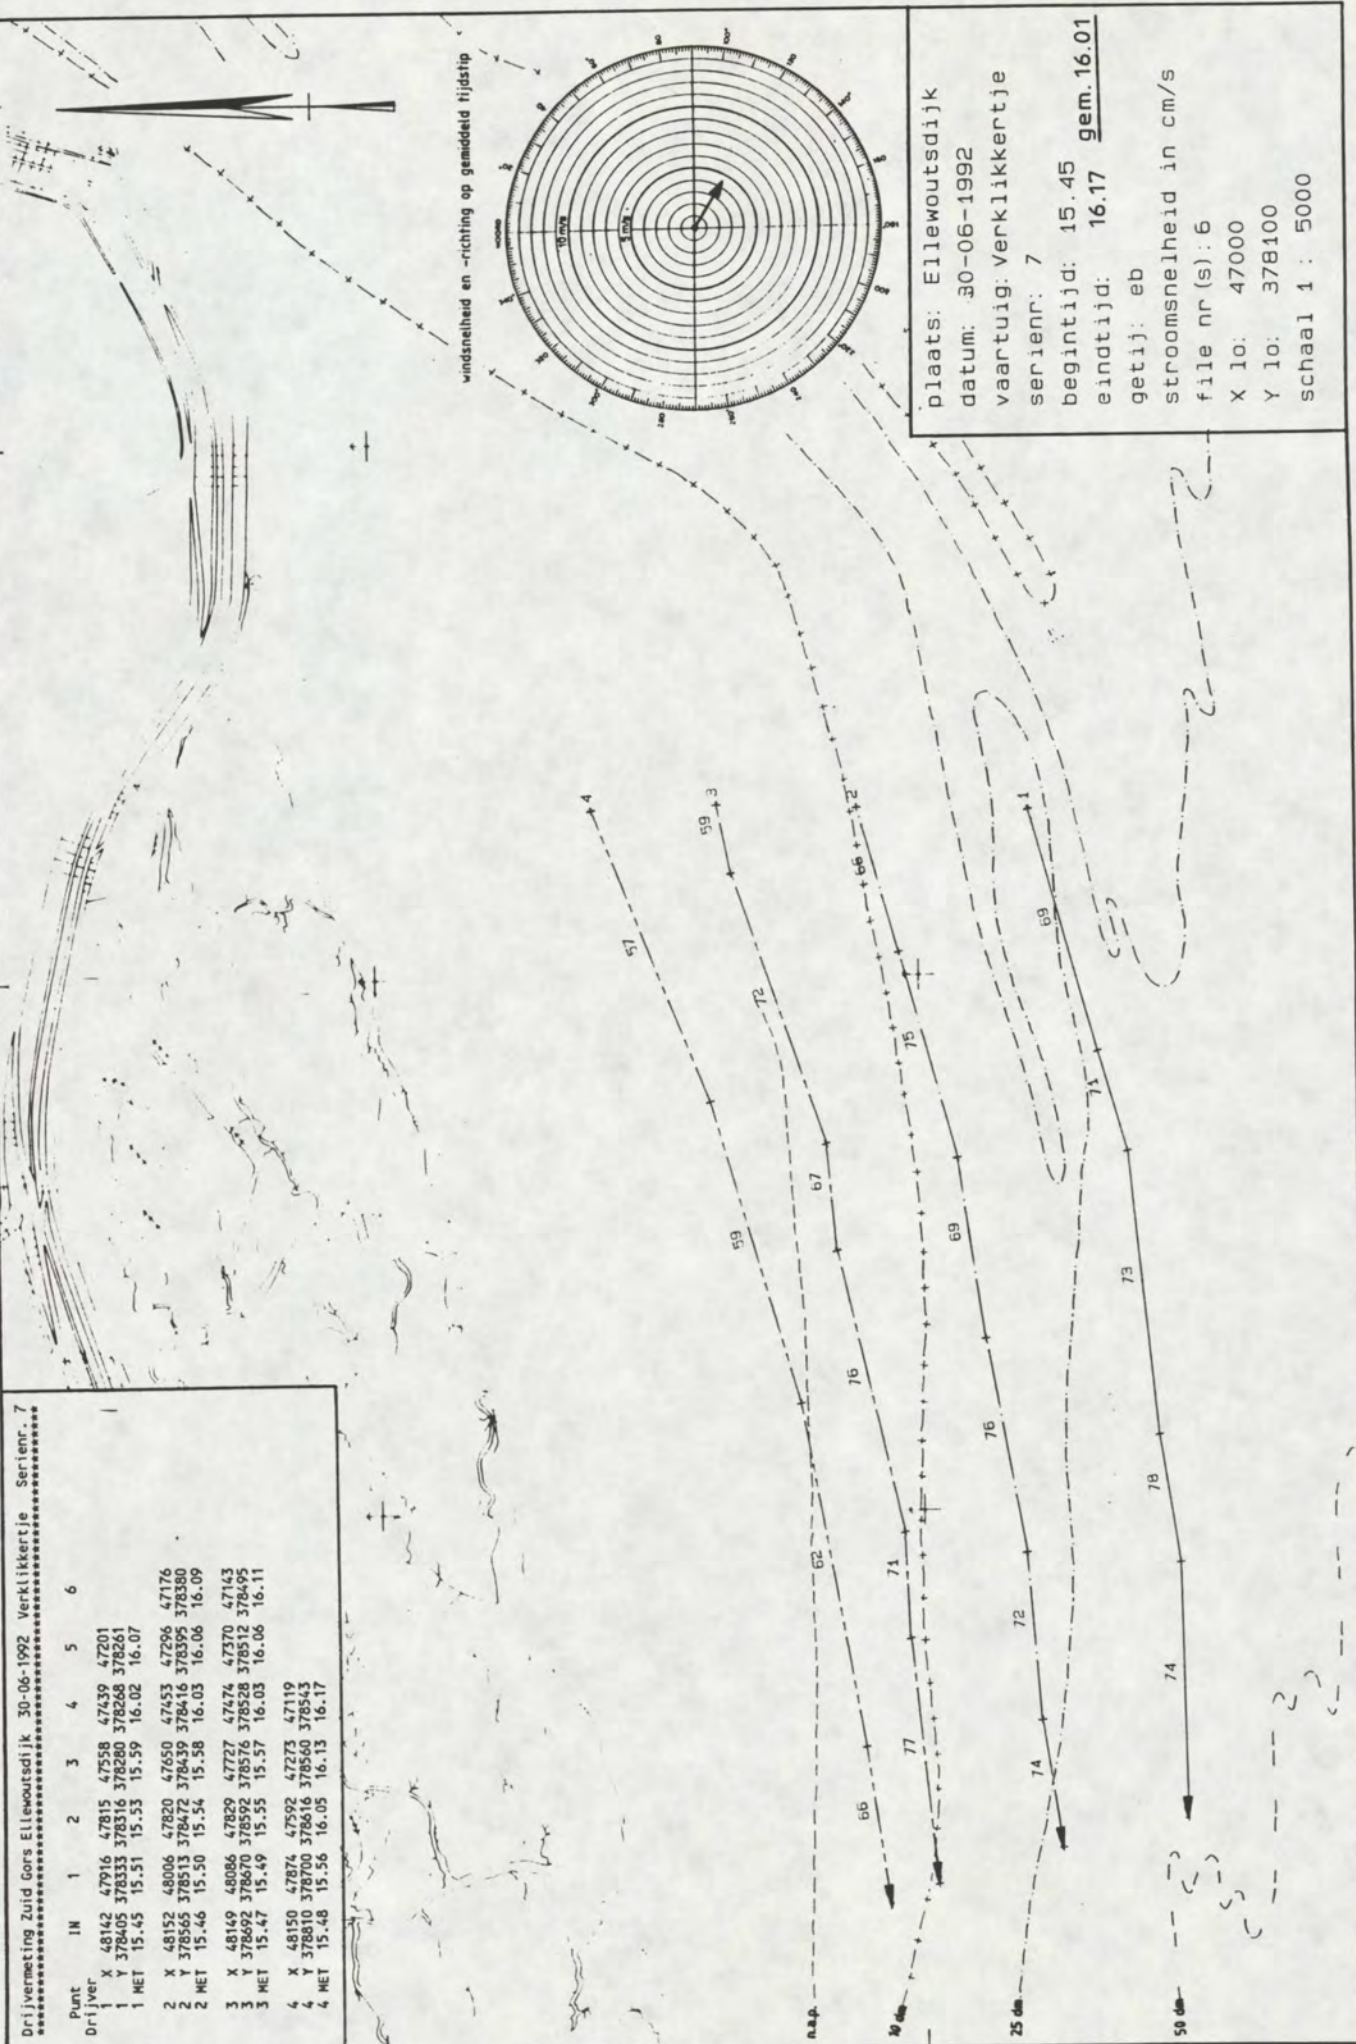 Drijvermeting Zuid Gors Ellewoutsdijk 30-06-1992 Verklikkertje Serienr. 7
Punt IN 1 2 3 4 5 6
Drijver
1 X 48142 47916 47815 47558 47439 47201
1 Y 378405 378333 378316 378280 378268 378261
1 MET 15.45 15.51 15.53 15.59 16.02 16.07
2 X 48152 48006 47820 47650 47453 47296 47176
2 Y 378565 378513 378472 378439 378416 378395 378380
2 MET 15.46 15.50 15.54 15.58 16.03 16.06 16.09
3 X 48149 48086 47829 47727 47474 47370 47143
3 Y 378692 378670 378592 378576 378528 378512 378495
3 MET 15.47 15.49 15.55 15.57 16.03 16.06 16.11
4 X 48150 47874 47592 47273 47119
4 Y 378810 378700 378616 378560 378543
4 MET 15.48 15.56 16.05 16.13 16.17
windsnelheid en -richting op gemiddeld tijdstip
10 m/s
5 m/s
66 62 59 57 4
77 71 76 67 72 59 3
74 72 76 69 75 66 2
74 78 73 71 69 1
n.a.p.
10 dm
25 dm
50 dm
plaats: Ellewoutsdijk
datum: 30-06-1992
vaartuig: Verklikkertje
serienr: 7
begintijd: 15.45
eindtijd: 16.17 gem. 16.01
getij: eb
stroomsnelheid in cm/s
file nr(s): 6
X lo: 47000
Y lo: 378100
schaal 1 : 5000